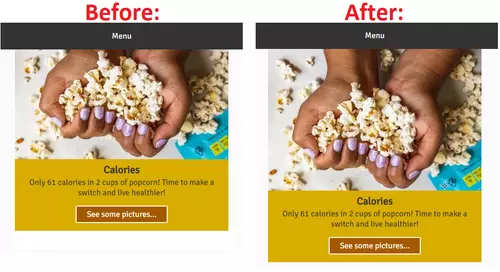 Before:
Menu
Calories
Only 61 calories in 2 cups of popcorn! Time to make a
switch and live healthier!
See some pictures...
After:
Menu
Calories
Only 61 calories in 2 cups of popcorn! Time to make a
switch and live healthier!
See some pictures...